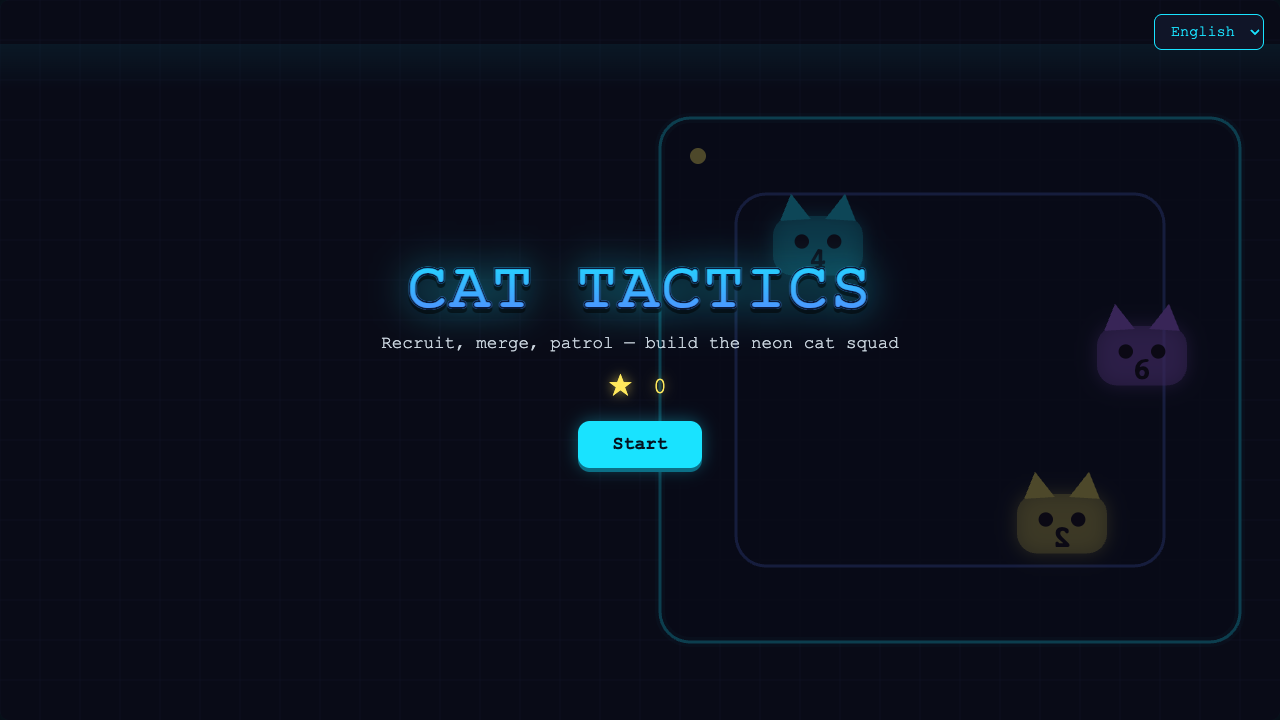 English
4
CAT TACTICS
Recruit, merge, patrol — build the neon cat squad
6
★ 0
Start
2